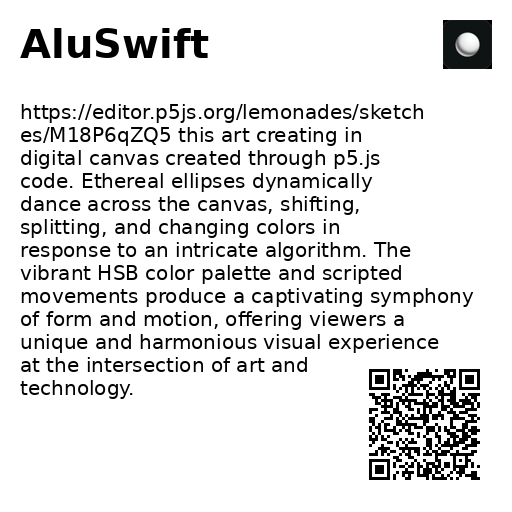 AluSwift
https://editor.p5js.org/lemonades/sketch
es/M18P6qZQ5 this art creating in
digital canvas created through p5.js
code. Ethereal ellipses dynamically
dance across the canvas, shifting,
splitting, and changing colors in
response to an intricate algorithm. The
vibrant HSB color palette and scripted
movements produce a captivating symphony
of form and motion, offering viewers a
unique and harmonious visual experience
at the intersection of art and
technology.